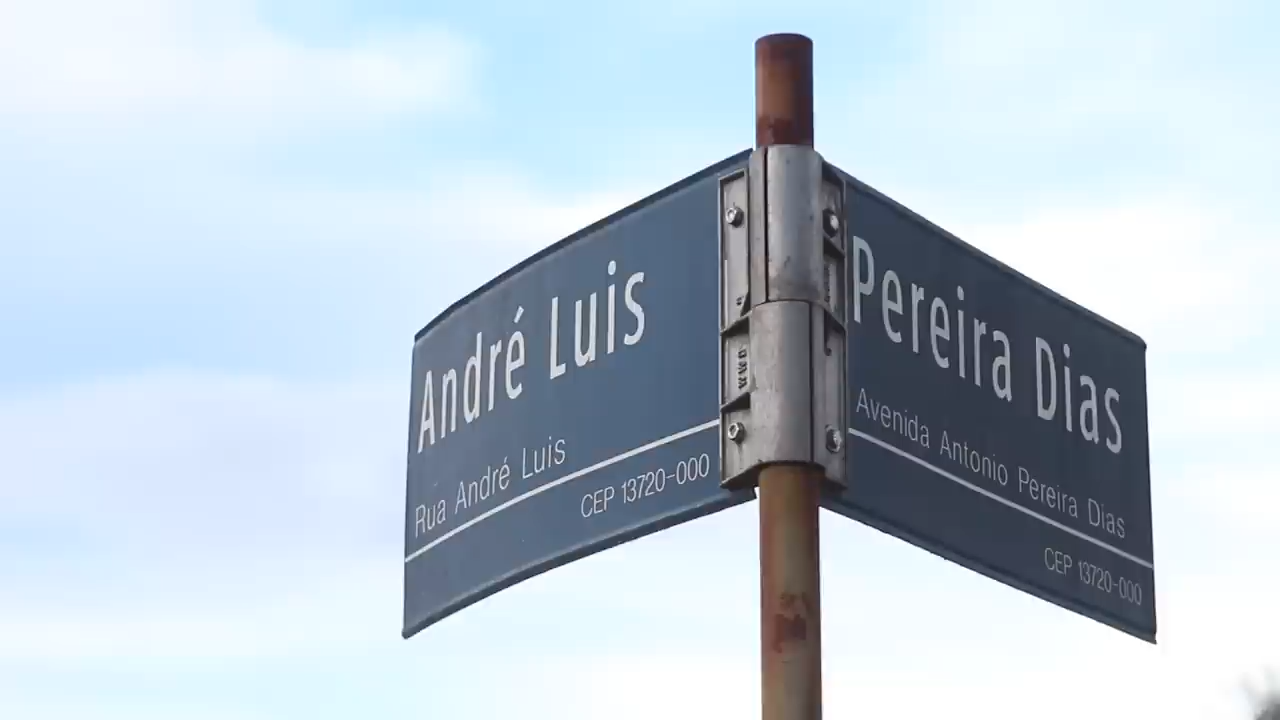 André Luis
Rua André Luis
CEP 13720-000
Pereira Dias
Avenida Antonio Pereira Dias
CEP 13720-000